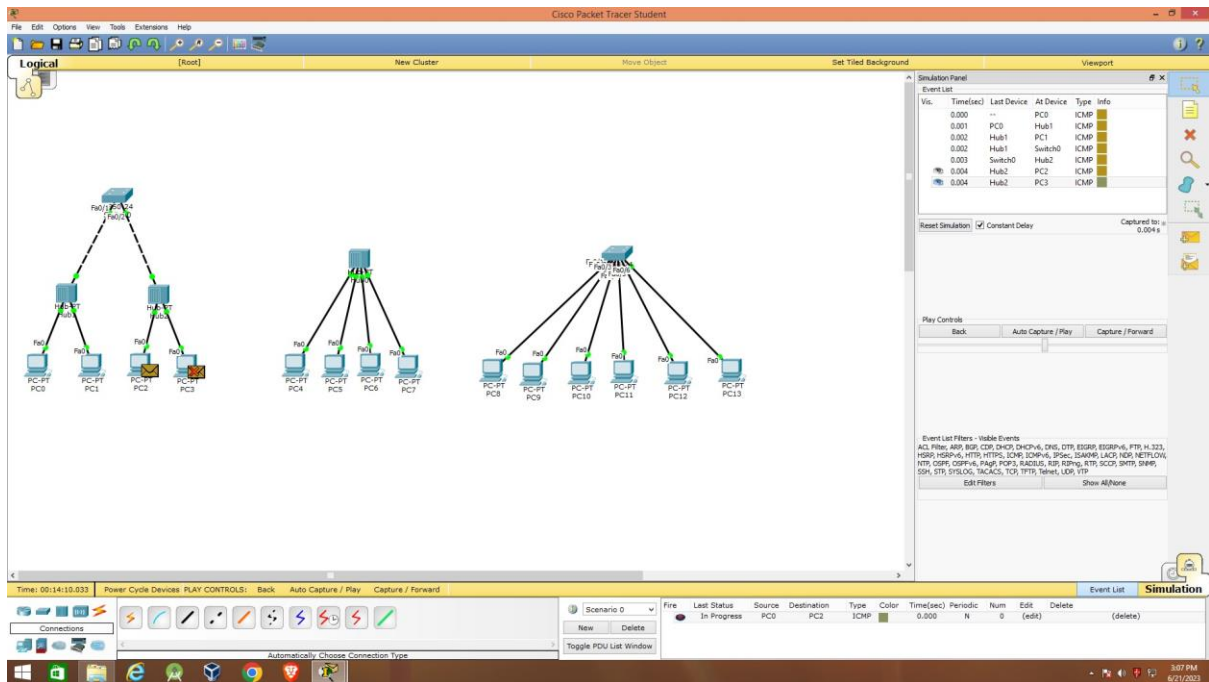 Cisco Packet Tracer Student
File Edit Options View Tools Extensions Help
Logical [Root] New Cluster Move Object Set Tiled Background Viewport
Simulation Panel
Event List
Vis. Time(sec) Last Device At Device Type Info
0.000 -- PC0 ICMP
0.001 PC0 Hub1 ICMP
0.002 Hub1 PC1 ICMP
0.002 Hub1 Switch0 ICMP
0.003 Switch0 Hub2 ICMP
0.004 Hub2 PC2 ICMP
0.004 Hub2 PC3 ICMP
Reset Simulation Constant Delay Captured to:
0.004 s
Play Controls
Back Auto Capture / Play Capture / Forward
Event List Filters - Visible Events
ACL Filter, ARP, BGP, CDP, DHCP, DHCPv6, DNS, DTP, EIGRP, EIGRPv6, FTP, H.323,
HSRP, HSRPv6, HTTP, HTTPS, ICMP, ICMPv6, IPSec, ISAKMP, LACP, NDP, NETFLOW,
NTP, OSPF, OSPFv6, PAgP, POP3, RADIUS, RIP, RIPng, RTP, SCCP, SMTP, SNMP,
SSH, STP, SYSLOG, TACACS, TCP, TFTP, Telnet, UDP, VTP
Edit Filters Show All/None
Fa0/2
Hub1
Hub2
Fa0 Fa0 Fa0 Fa0
PC-PT PC-PT PC-PT PC-PT
PC0 PC1 PC2 PC3
Fa0 Fa0 Fa0 Fa0
PC-PT PC-PT PC-PT PC-PT
PC4 PC5 PC6 PC7
Fa0/6
Fa0 Fa0 Fa0 Fa0 Fa0
PC-PT PC-PT PC-PT PC-PT PC-PT PC-PT
PC8 PC9 PC10 PC11 PC12 PC13
Time: 00:14:10.033 Power Cycle Devices PLAY CONTROLS: Back Auto Capture / Play Capture / Forward Event List Simulation
Connections
Automatically Choose Connection Type
Scenario 0
New Delete
Toggle PDU List Window
Fire Last Status Source Destination Type Color Time(sec) Periodic Num Edit Delete
In Progress PC0 PC2 ICMP 0.000 N 0 (edit) (delete)
3:07 PM
6/21/2023